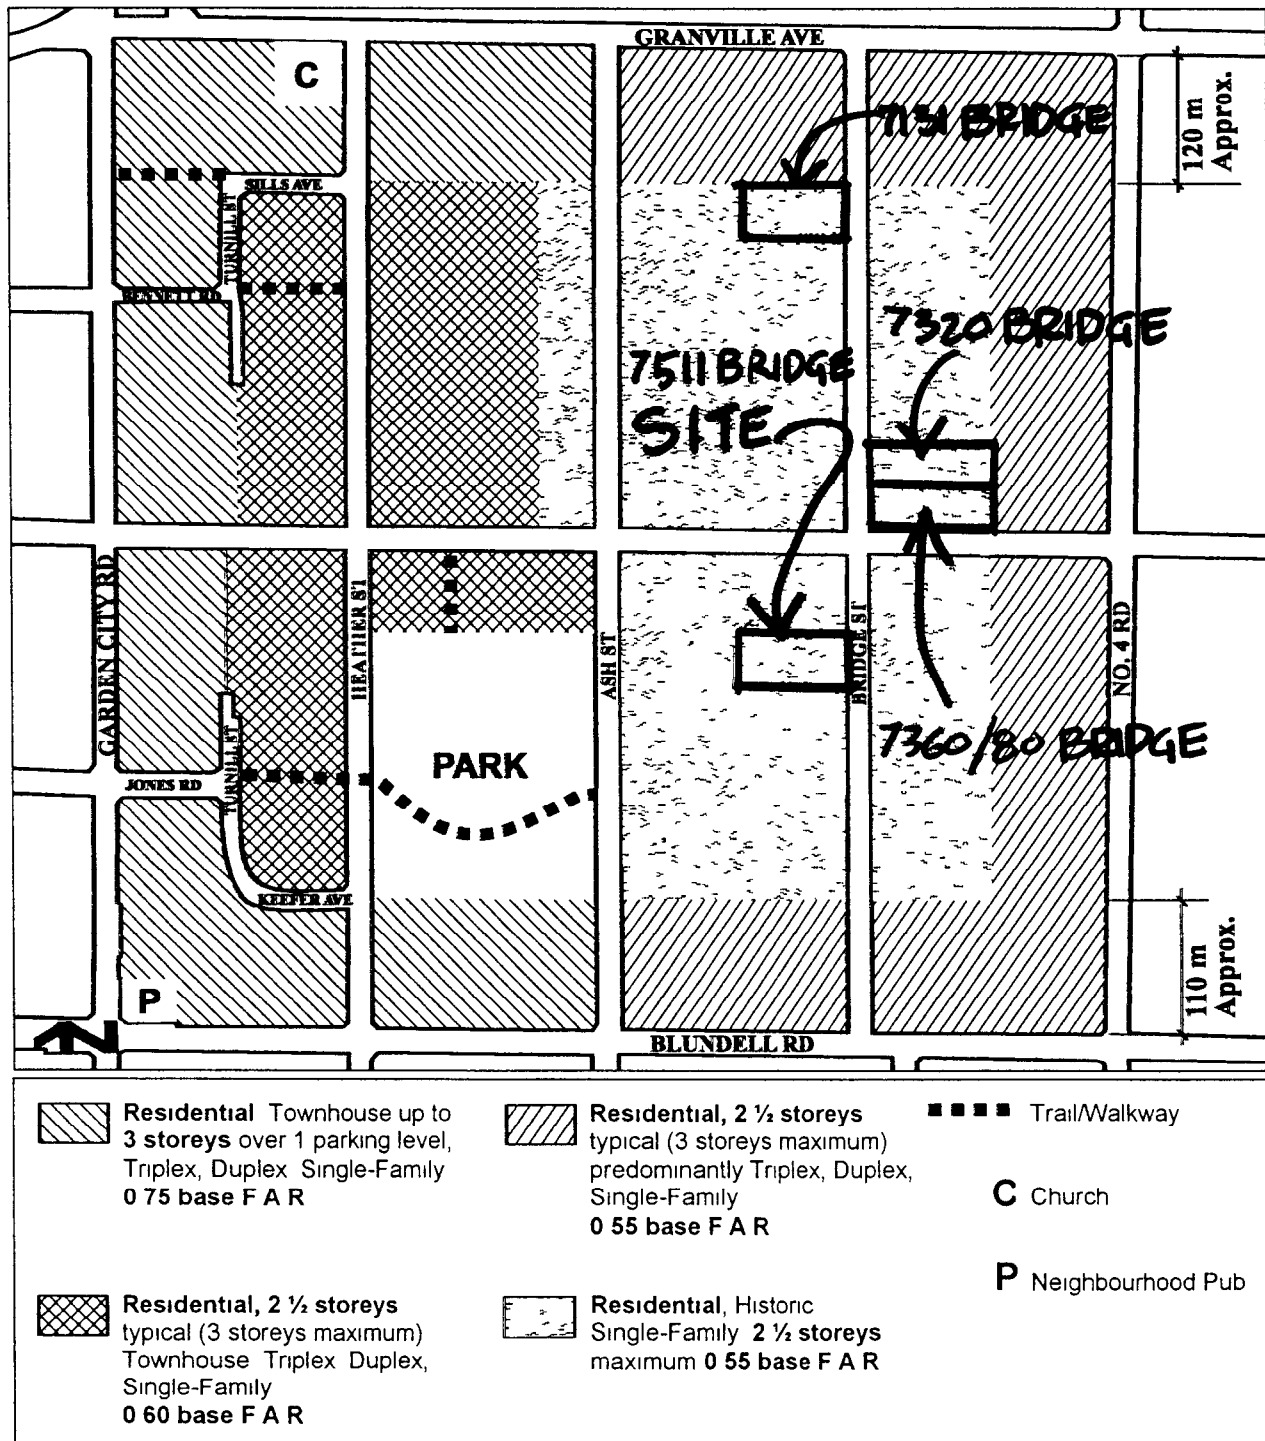 GRANVILLE AVE
C
7131 BRIDGE
120 m
Approx.
SILLS AVE
TURNILL ST
BENNETT RD
7320 BRIDGE
7511 BRIDGE
SITE
GARDEN CITY RD
HEATHER ST
ASH ST
BRIDGE ST
NO. 4 RD
7360/80 BRIDGE
PARK
JONES RD
TURNILL ST
KEEFER AVE
P
110 m
Approx.
BLUNDELL RD
Residential Townhouse up to
3 storeys over 1 parking level,
Triplex, Duplex Single-Family
0 75 base F A R
Residential, 2 ½ storeys
typical (3 storeys maximum)
predominantly Triplex, Duplex,
Single-Family
0 55 base F A R
Trail/Walkway
C Church
P Neighbourhood Pub
Residential, 2 ½ storeys
typical (3 storeys maximum)
Townhouse Triplex Duplex,
Single-Family
0 60 base F A R
Residential, Historic
Single-Family 2 ½ storeys
maximum 0 55 base F A R